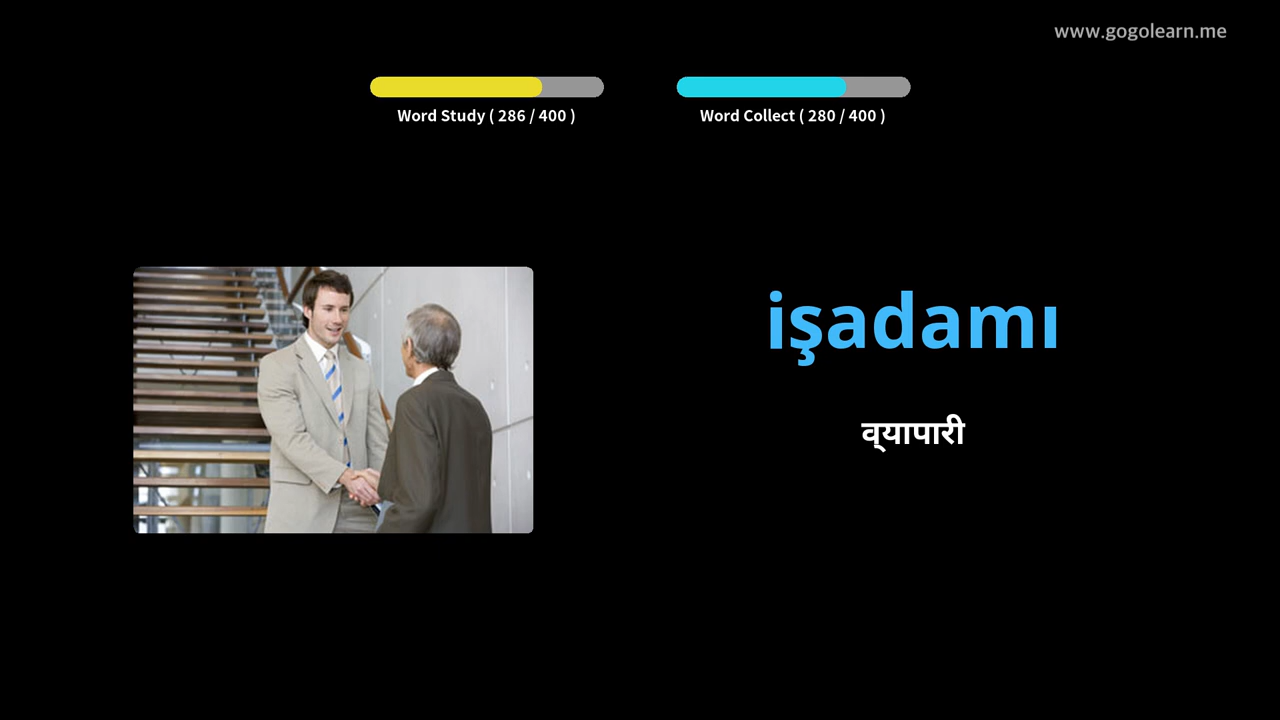 www.gogolearn.me
Word Study ( 286 / 400 )
Word Collect ( 280 / 400 )
işadamı
व्यापारी